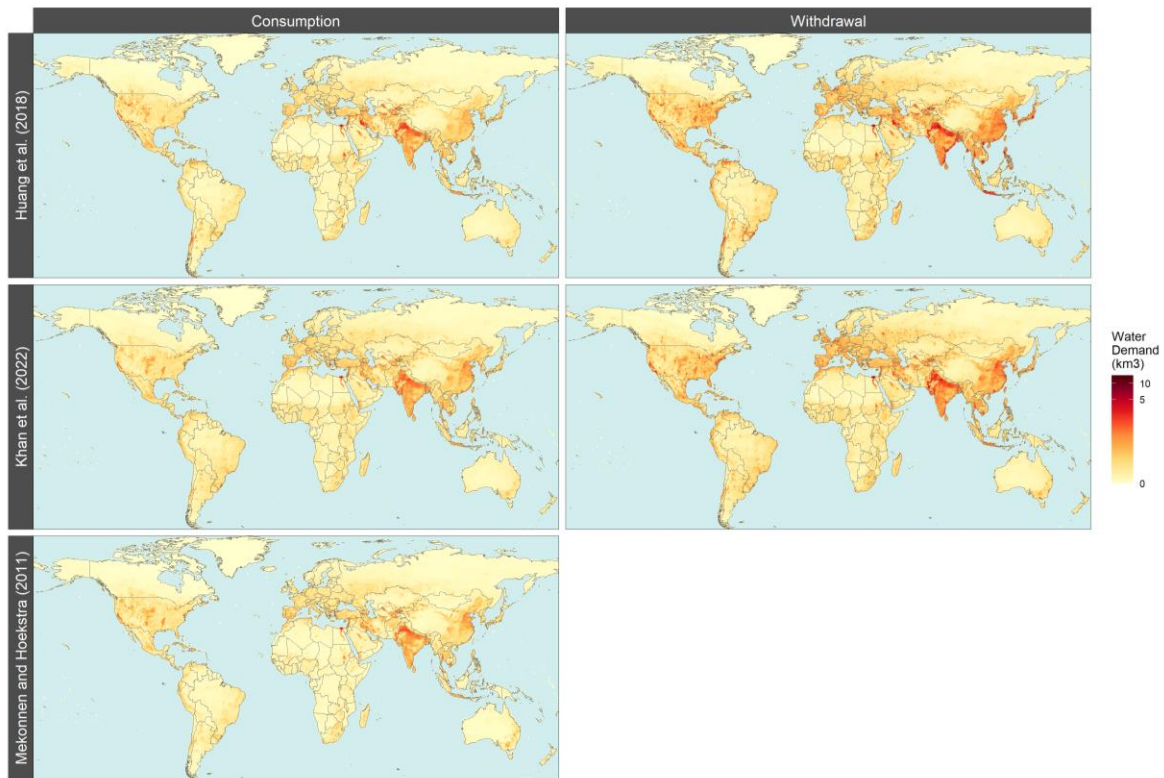 Consumption
Withdrawal
Huang et al. (2018)
Khan et al. (2022)
Water
Demand
(km3)
10
5
0
Mekonnen and Hoekstra (2011)